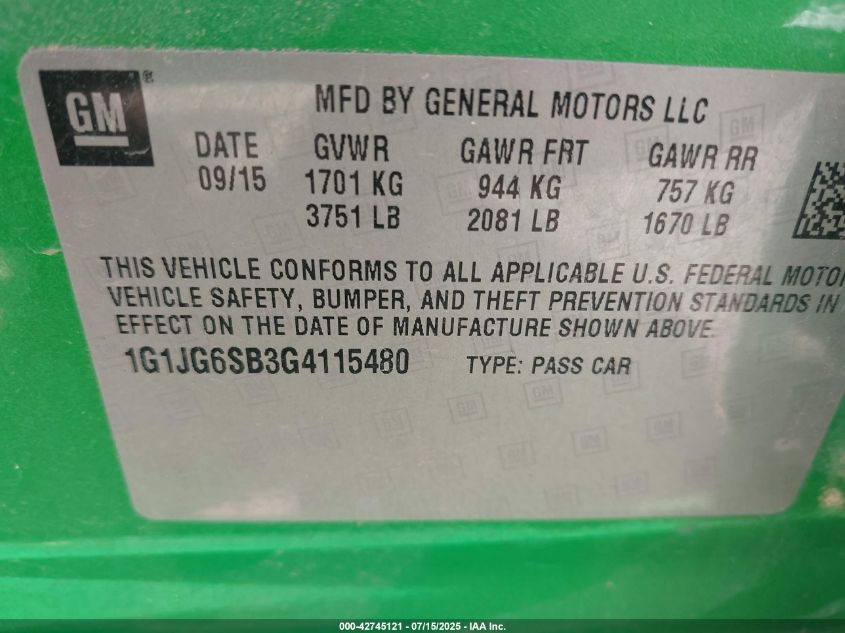 GM
MFD BY GENERAL MOTORS LLC
DATE GVWR GAWR FRT GAWR RR
09/15 1701 KG 944 KG 757 KG
3751 LB 2081 LB 1670 LB
THIS VEHICLE CONFORMS TO ALL APPLICABLE U.S. FEDERAL MOTOR
VEHICLE SAFETY, BUMPER, AND THEFT PREVENTION STANDARDS IN
EFFECT ON THE DATE OF MANUFACTURE SHOWN ABOVE.
1G1JG6SB3G4115480 TYPE: PASS CAR
000-42745121 - 07/15/2025 - IAA Inc.